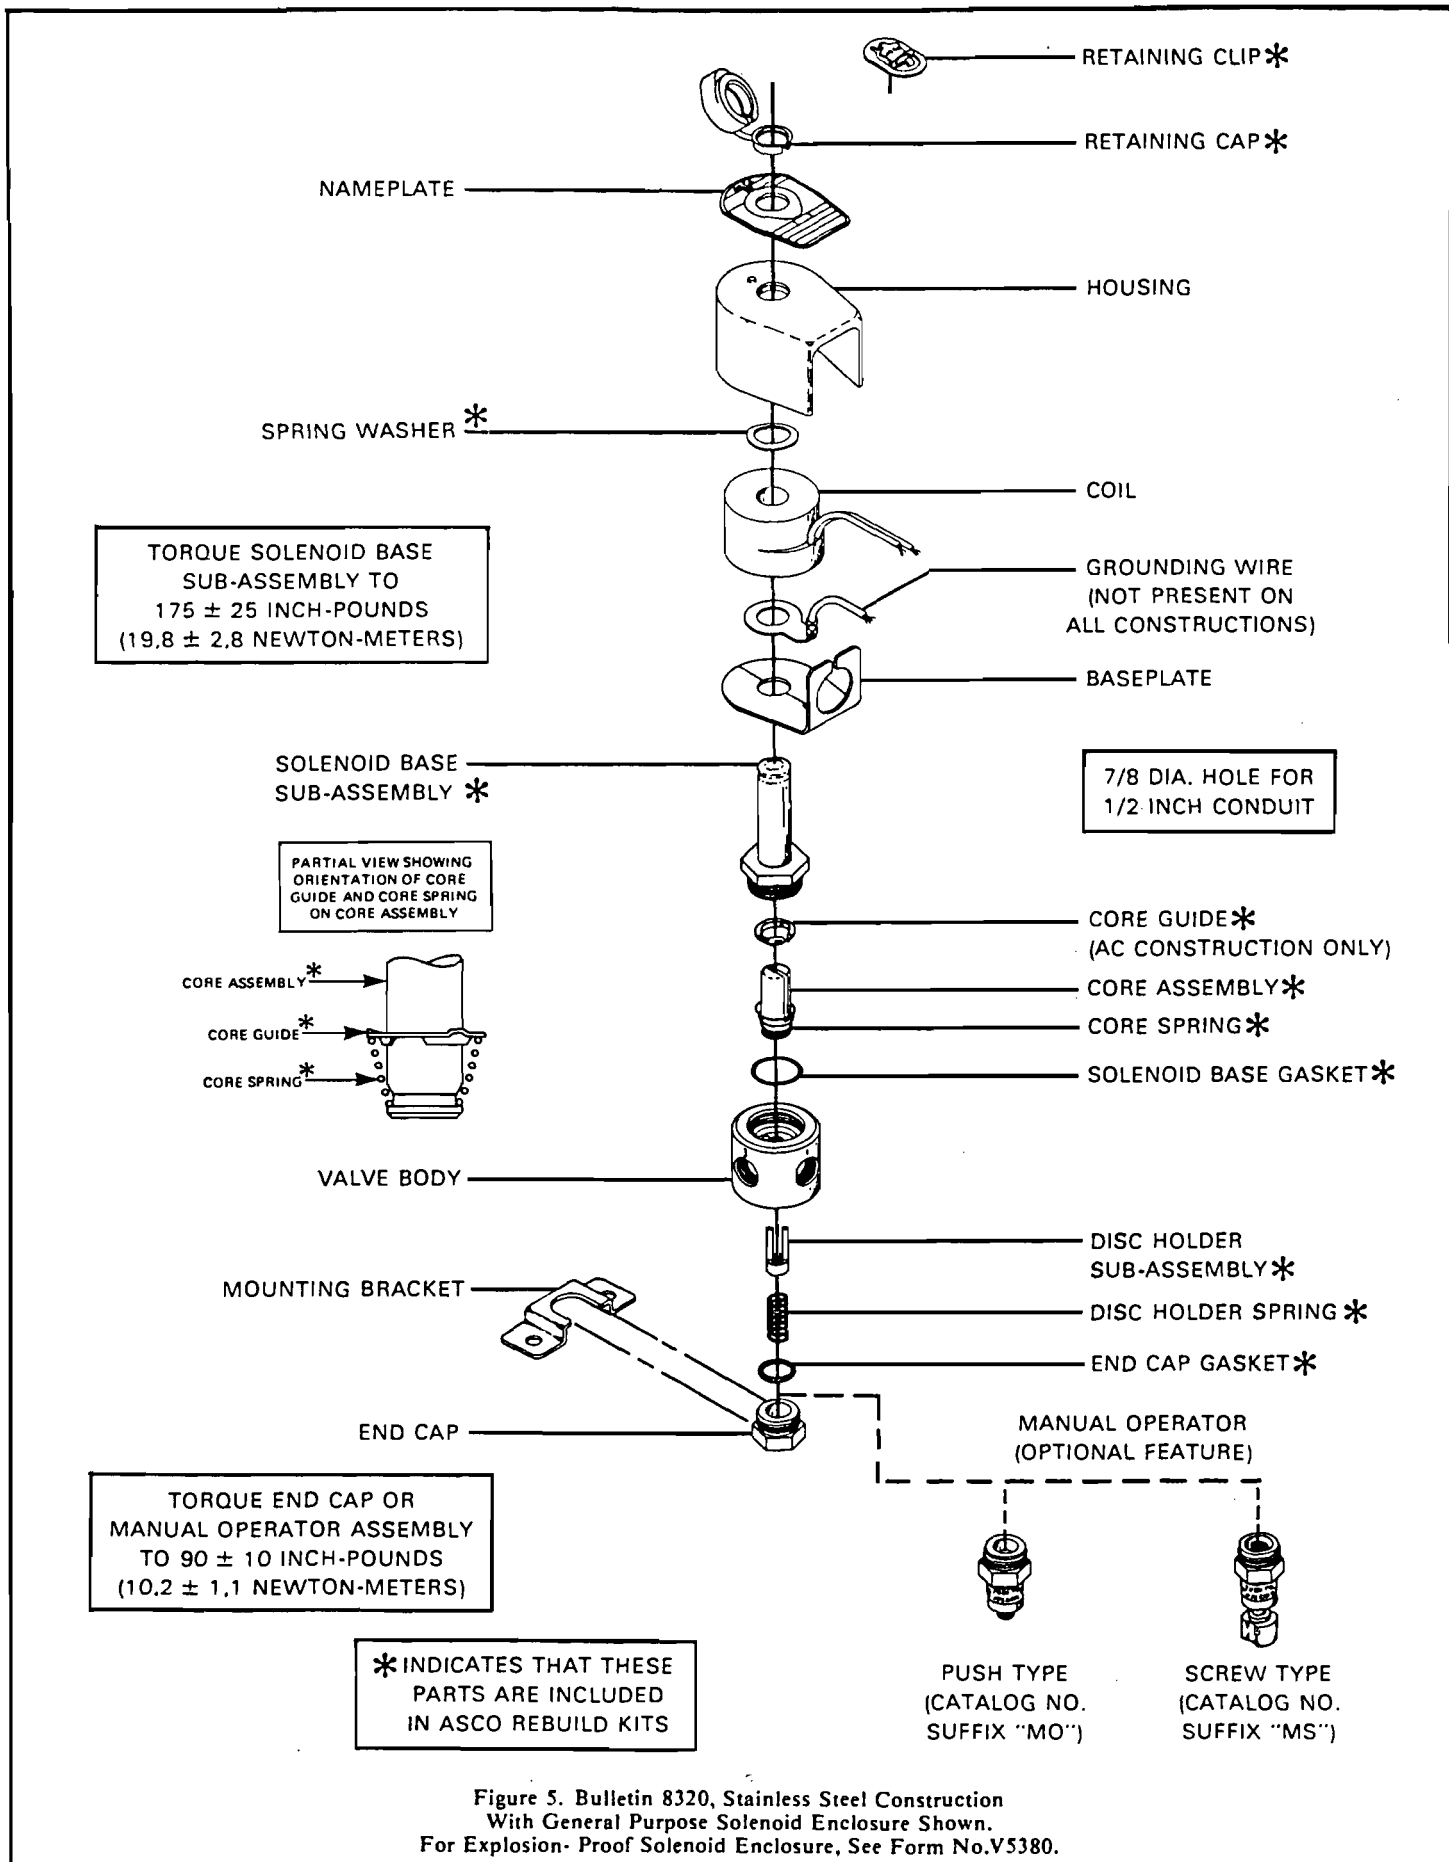 RETAINING CLIP*
RETAINING CAP*
NAMEPLATE
HOUSING
SPRING WASHER*
COIL
TORQUE SOLENOID BASE
SUB-ASSEMBLY TO
175 ± 25 INCH-POUNDS
(19,8 ± 2,8 NEWTON-METERS)
GROUNDING WIRE
(NOT PRESENT ON
ALL CONSTRUCTIONS)
BASEPLATE
SOLENOID BASE
SUB-ASSEMBLY *
7/8 DIA. HOLE FOR
1/2 INCH CONDUIT
PARTIAL VIEW SHOWING
ORIENTATION OF CORE
GUIDE AND CORE SPRING
ON CORE ASSEMBLY
CORE GUIDE*
(AC CONSTRUCTION ONLY)
CORE ASSEMBLY*
CORE ASSEMBLY*
CORE SPRING*
CORE GUIDE*
CORE SPRING*
SOLENOID BASE GASKET*
VALVE BODY
DISC HOLDER
SUB-ASSEMBLY*
MOUNTING BRACKET
DISC HOLDER SPRING*
END CAP GASKET*
END CAP
MANUAL OPERATOR
(OPTIONAL FEATURE)
TORQUE END CAP OR
MANUAL OPERATOR ASSEMBLY
TO 90 ± 10 INCH-POUNDS
(10,2 ± 1,1 NEWTON-METERS)
*INDICATES THAT THESE
PARTS ARE INCLUDED
IN ASCO REBUILD KITS
PUSH TYPE
(CATALOG NO.
SUFFIX "MO")
SCREW TYPE
(CATALOG NO.
SUFFIX "MS")
Figure 5. Bulletin 8320, Stainless Steel Construction
With General Purpose Solenoid Enclosure Shown.
For Explosion- Proof Solenoid Enclosure, See Form No.V5380.